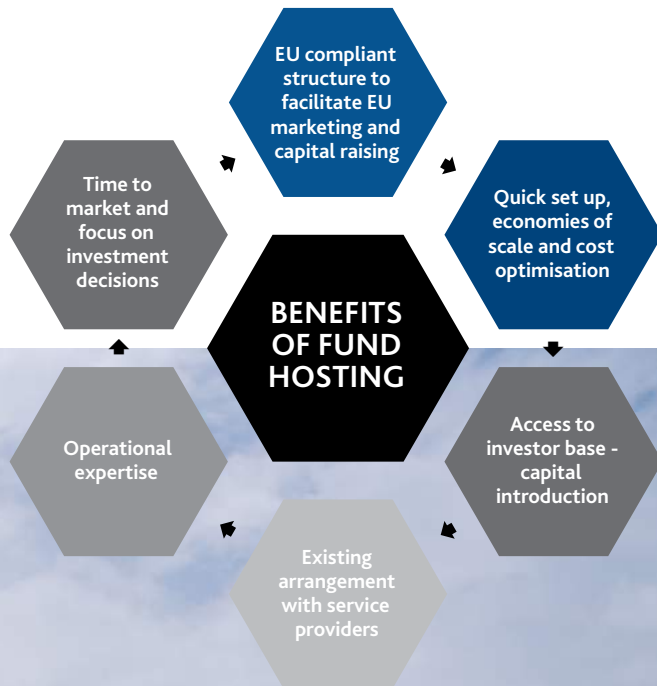 EU compliant
structure to
facilitate EU
marketing and
capital raising
Quick set up,
economies of
scale and cost
optimisation
Access to
investor base -
capital
introduction
Existing
arrangement
with service
providers
Operational
expertise
Time to
market and
focus on
investment
decisions
BENEFITS
OF FUND
HOSTING